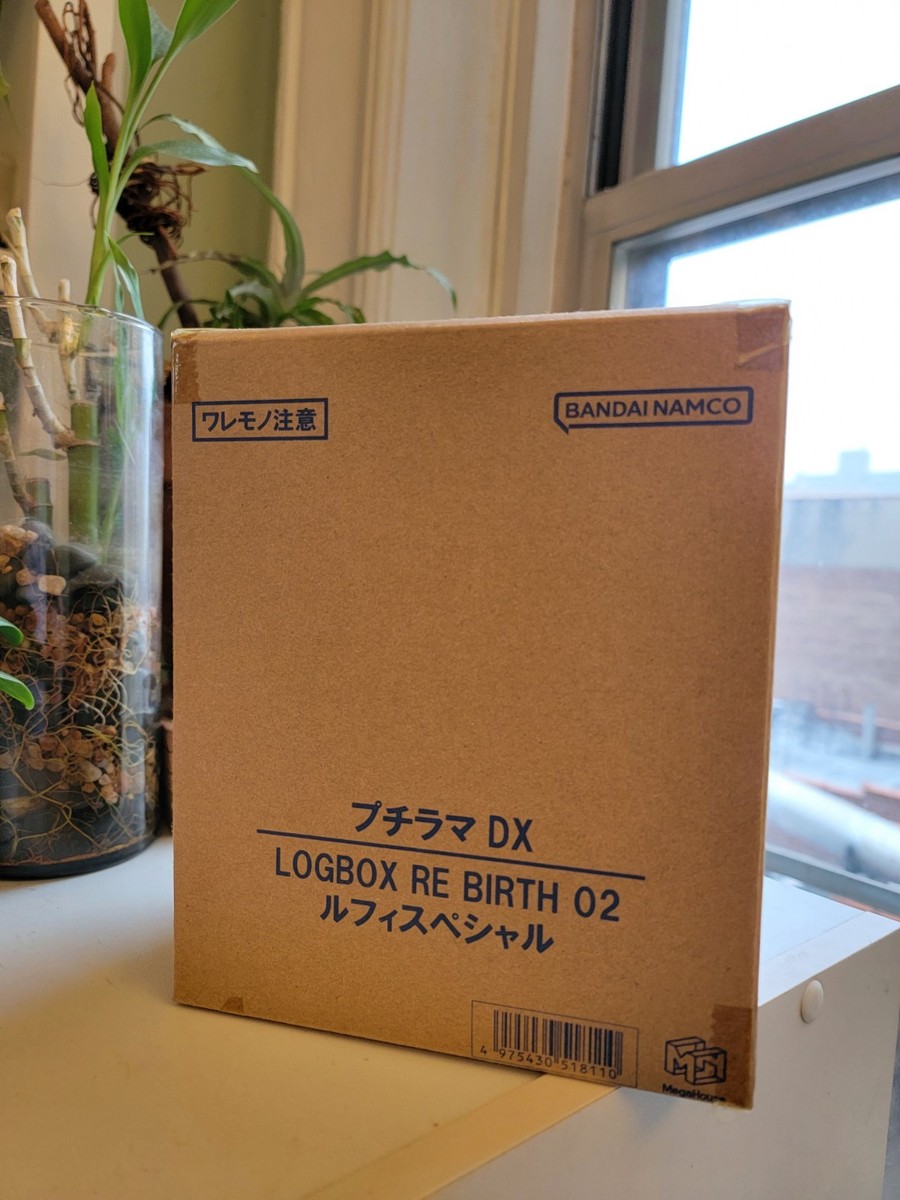 ワレモノ注意
BANDAI NAMCO
プチラマ DX
LOGBOX RE BIRTH 02
ルフィスペシャル
4 975430 518110
MegaHouse